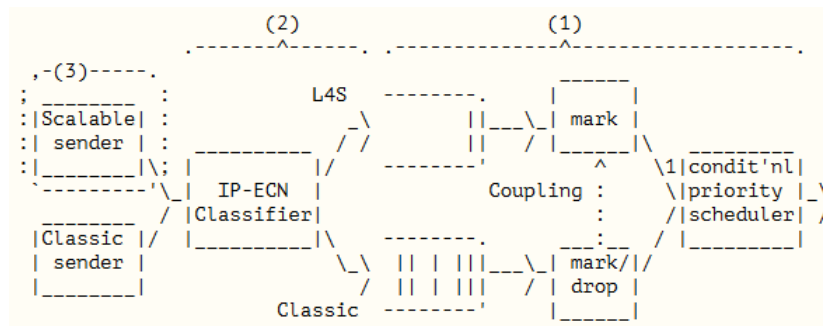 (2) (1)
,-(3)-----.
L4S
Scalable mark
sender
IP-ECN Coupling 1 condit'nl
Classifier priority
scheduler
Classic
sender mark/
drop
Classic